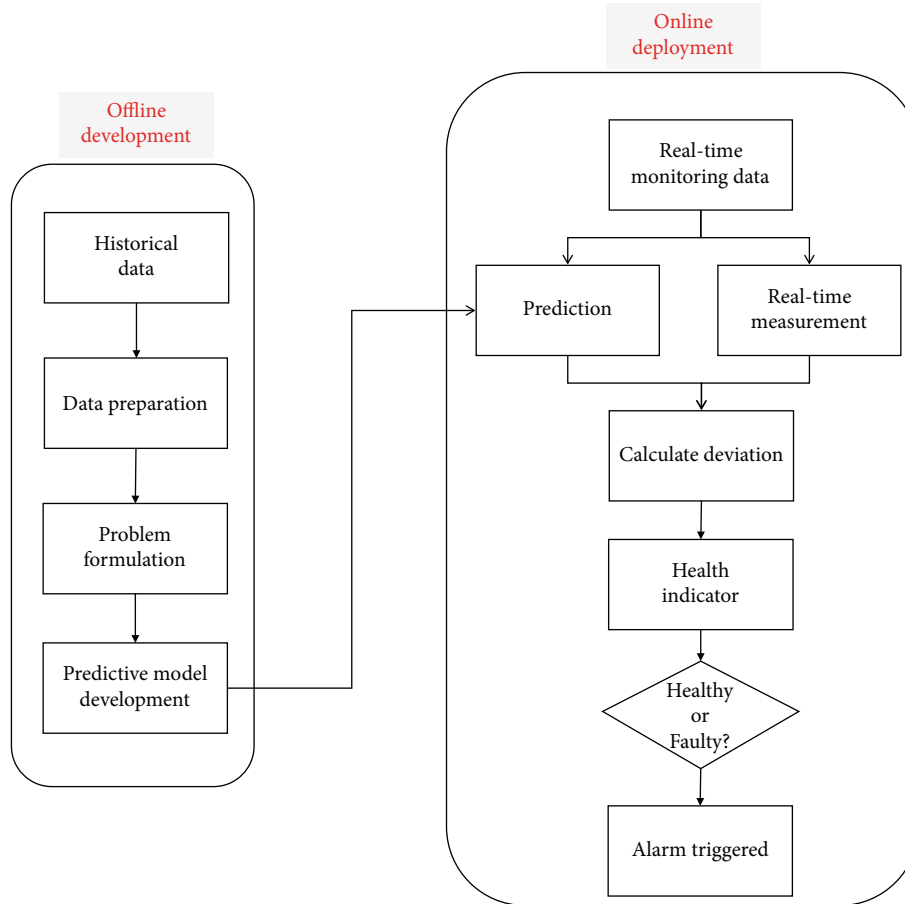 Offline
development
Historical
data
Data preparation
Problem
formulation
Predictive model
development
Online
deployment
Real-time
monitoring data
Prediction
Real-time
measurement
Calculate deviation
Health
indicator
Healthy
or
Faulty?
Alarm triggered